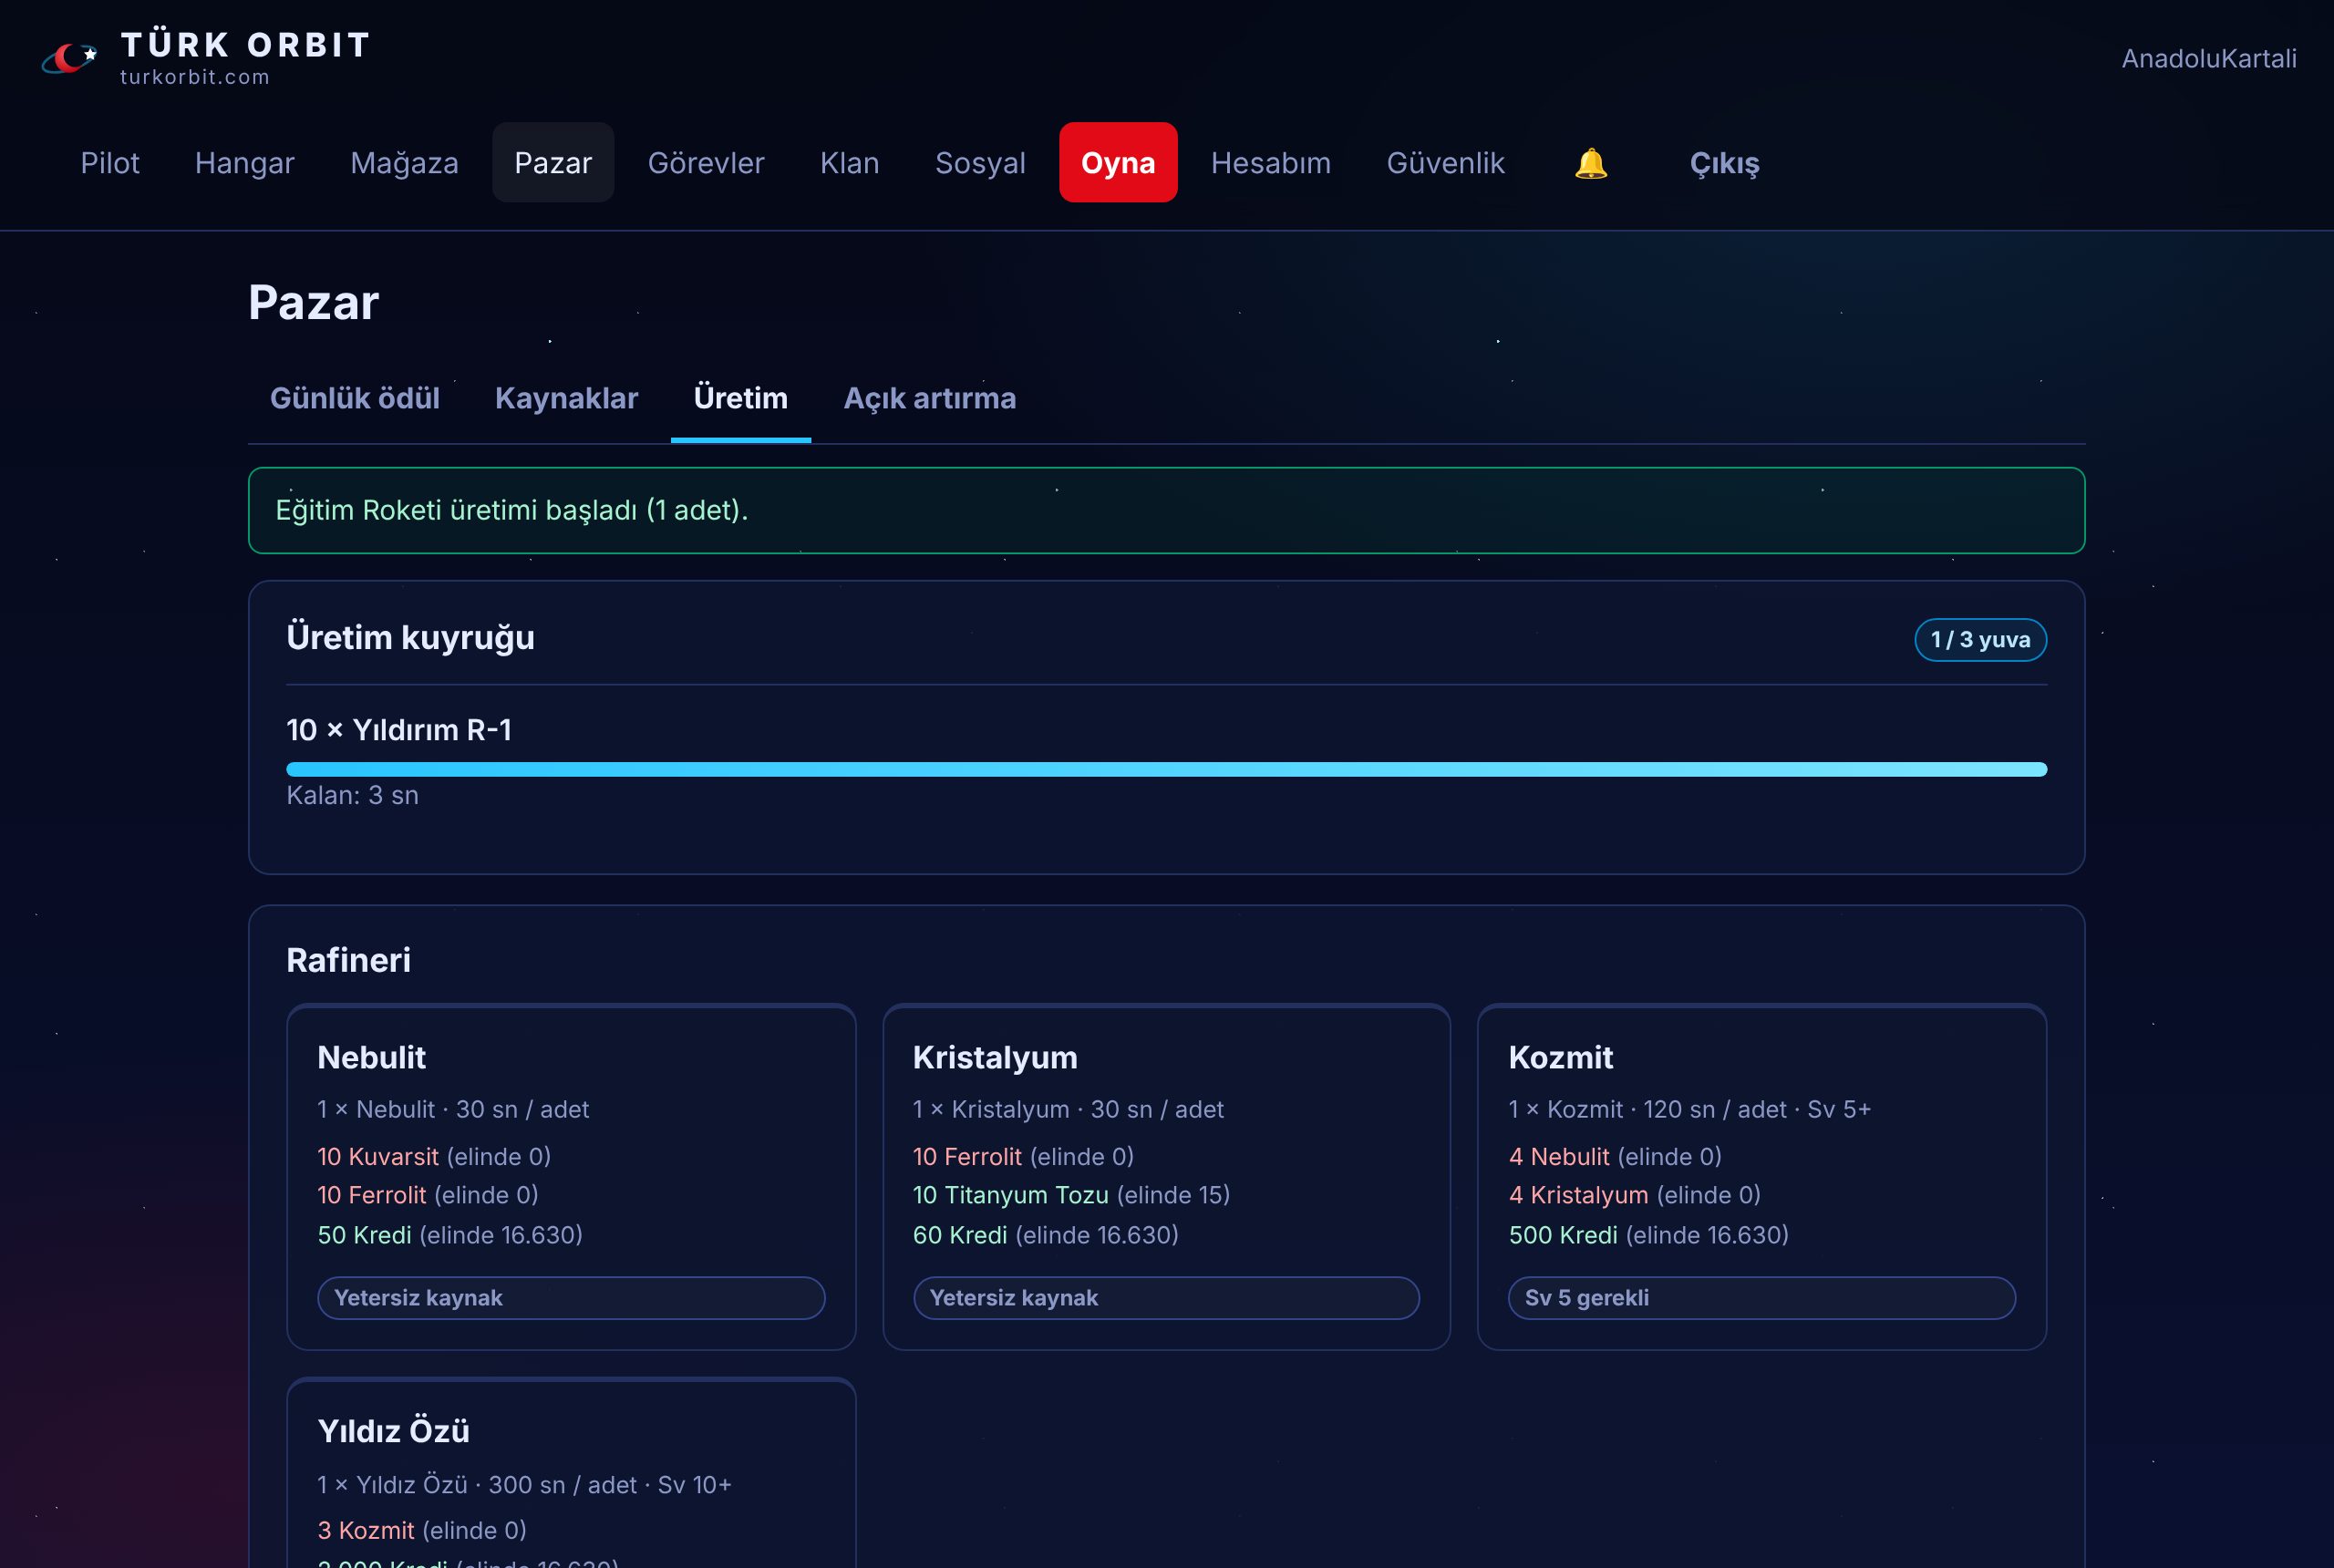 TÜRK ORBIT
turkorbit.com
AnadoluKartali
Pilot Hangar Mağaza Pazar Görevler Klan Sosyal Oyna Hesabım Güvenlik Çıkış
Pazar
Günlük ödül Kaynaklar Üretim Açık artırma
Eğitim Roketi üretimi başladı (1 adet).
Üretim kuyruğu
1 / 3 yuva
10 × Yıldırım R-1
Kalan: 3 sn
Rafineri
Nebulit
1 × Nebulit · 30 sn / adet
10 Kuvarsit (elinde 0)
10 Ferrolit (elinde 0)
50 Kredi (elinde 16.630)
Yetersiz kaynak
Kristalyum
1 × Kristalyum · 30 sn / adet
10 Ferrolit (elinde 0)
10 Titanyum Tozu (elinde 15)
60 Kredi (elinde 16.630)
Yetersiz kaynak
Kozmit
1 × Kozmit · 120 sn / adet · Sv 5+
4 Nebulit (elinde 0)
4 Kristalyum (elinde 0)
500 Kredi (elinde 16.630)
Sv 5 gerekli
Yıldız Özü
1 × Yıldız Özü · 300 sn / adet · Sv 10+
3 Kozmit (elinde 0)
2.000 Kredi (elinde 16.630)